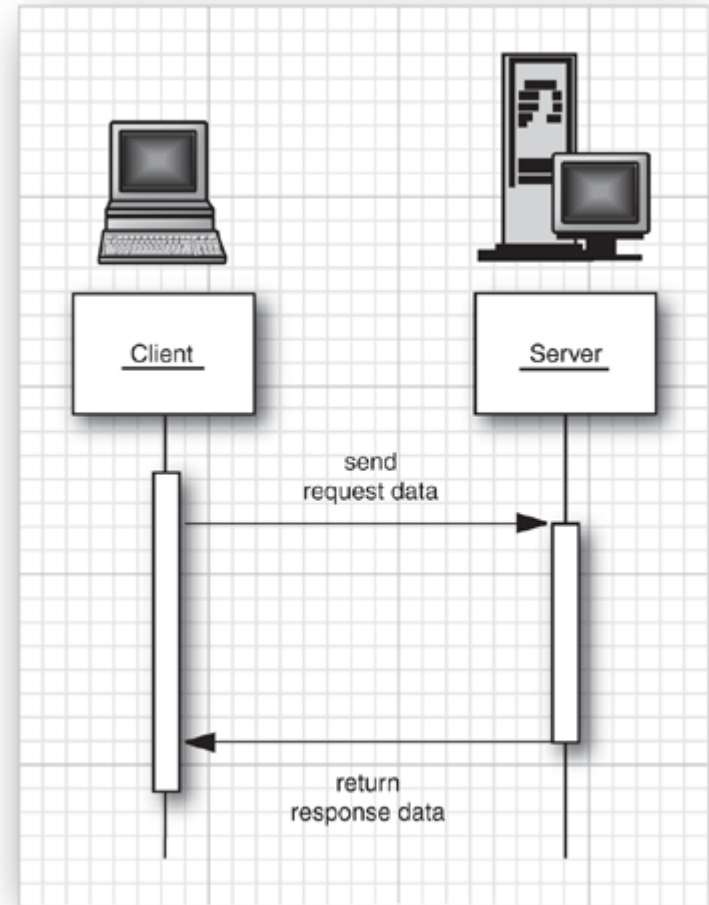 Client
Server
send
request data
return
response data